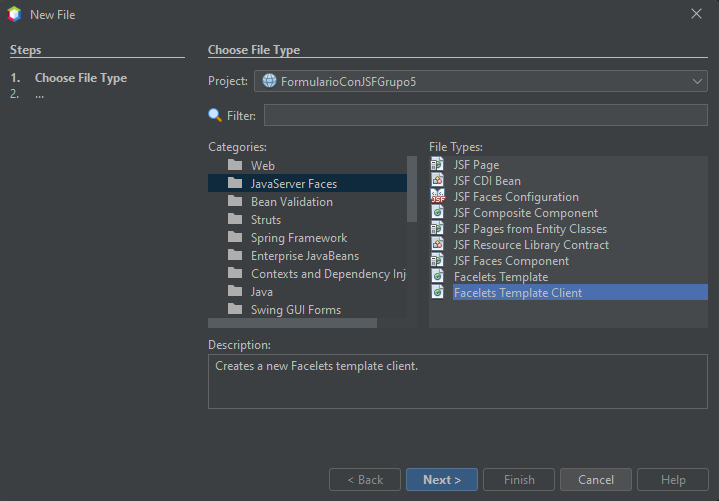 New File
Steps
1. Choose File Type
2. ...
Choose File Type
Project: FormularioConJSFGrupo5
Filter:
Categories:
Web
JavaServer Faces
Bean Validation
Struts
Spring Framework
Enterprise JavaBeans
Contexts and Dependency Inj
Java
Swing GUI Forms
File Types:
JSF Page
JSF CDI Bean
JSF Faces Configuration
JSF Composite Component
JSF Pages from Entity Classes
JSF Resource Library Contract
JSF Faces Component
Facelets Template
Facelets Template Client
Description:
Creates a new Facelets template client.
< Back Next > Finish Cancel Help